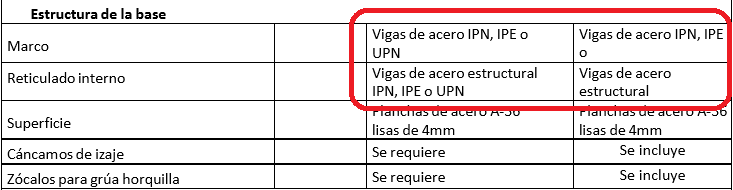 Estructura de la base
Marco
Vigas de acero IPN, IPE o
UPN
Vigas de acero IPN, IPE
o
Reticulado interno
Vigas de acero estructural
IPN, IPE o UPN
Vigas de acero
estructural
Superficie
Planchas de acero A-36
lisas de 4mm
Planchas de acero A-36
lisas de 4mm
Cáncamos de izaje
Se requiere
Se incluye
Zócalos para grúa horquilla
Se requiere
Se incluye